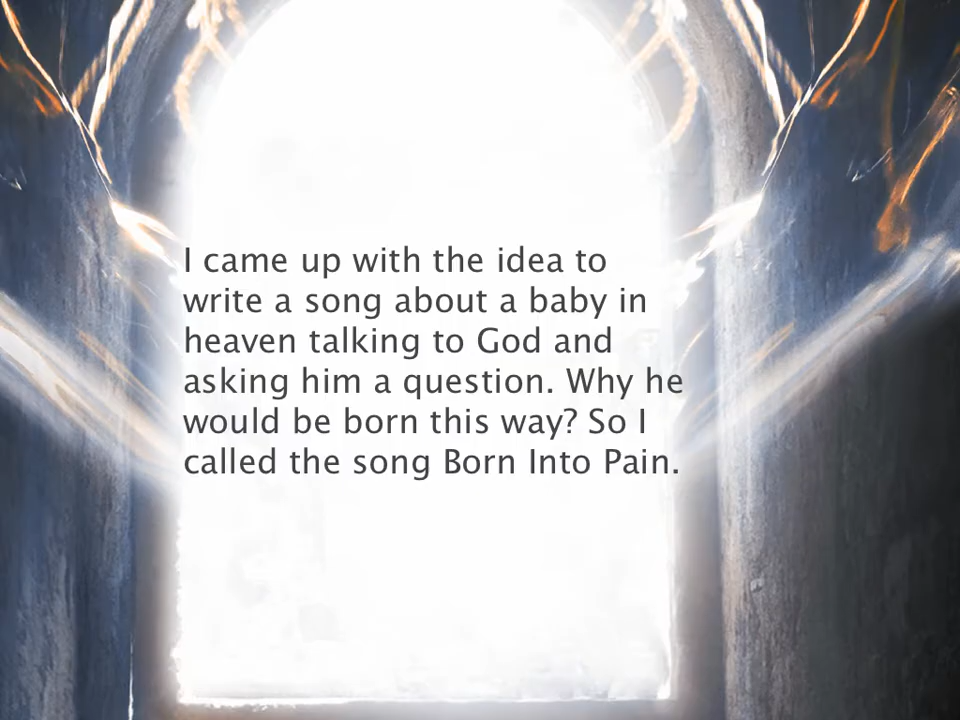 I came up with the idea to
write a song about a baby in
heaven talking to God and
asking him a question. Why he
would be born this way? So I
called the song Born Into Pain.